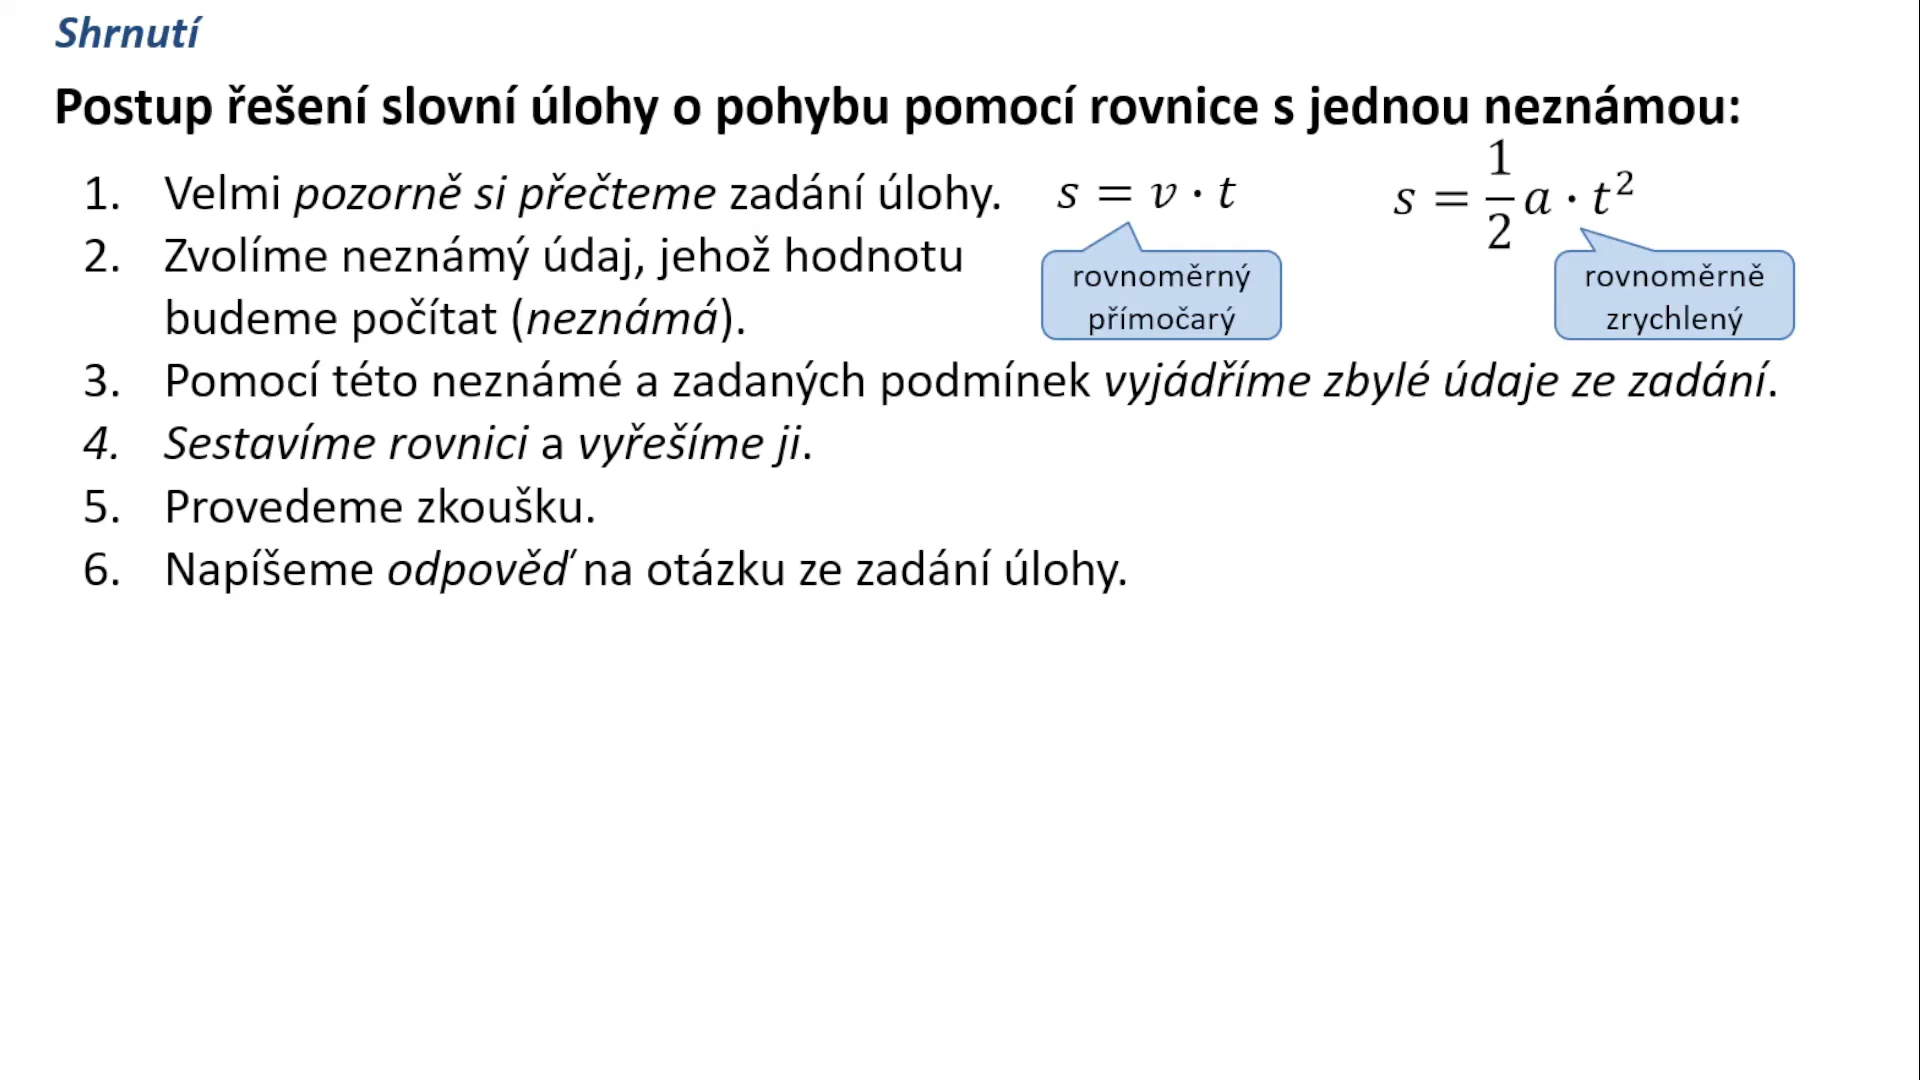 Shrnutí
Postup řešení slovní úlohy o pohybu pomocí rovnice s jednou neznámou:
1. Velmi pozorně si přečteme zadání úlohy.
s = v · t
s = 1/2 a · t²
2. Zvolíme neznámý údaj, jehož hodnotu
budeme počítat (neznámá).
rovnoměrný
přímočarý
rovnoměrně
zrychlený
3. Pomocí této neznámé a zadaných podmínek vyjádříme zbylé údaje ze zadání.
4. Sestavíme rovnici a vyřešíme ji.
5. Provedeme zkoušku.
6. Napíšeme odpověď na otázku ze zadání úlohy.